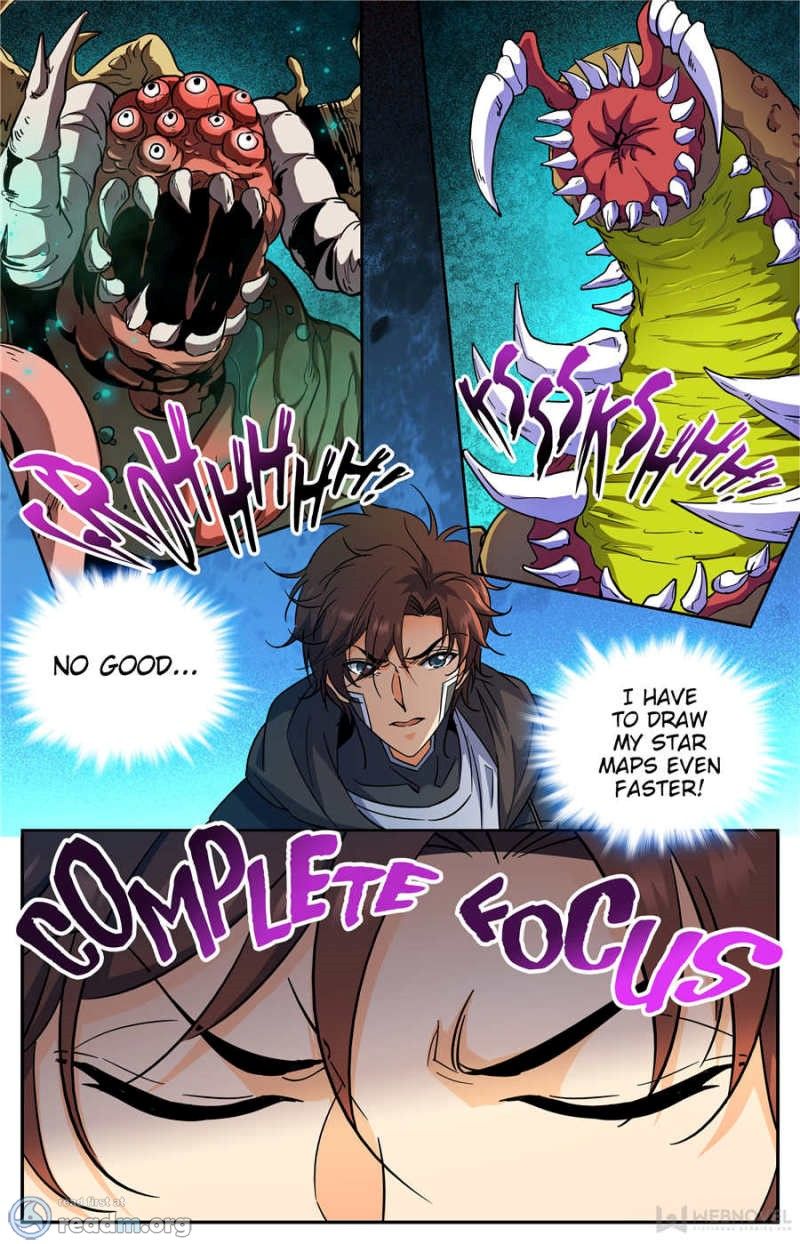 GROHHHHH!
KSSSKSHHH!
NO GOOD...
I HAVE
TO DRAW
MY STAR
MAPS EVEN
FASTER!
COMPLETE FOCUS
read first at
readm.org
WEBNOVEL